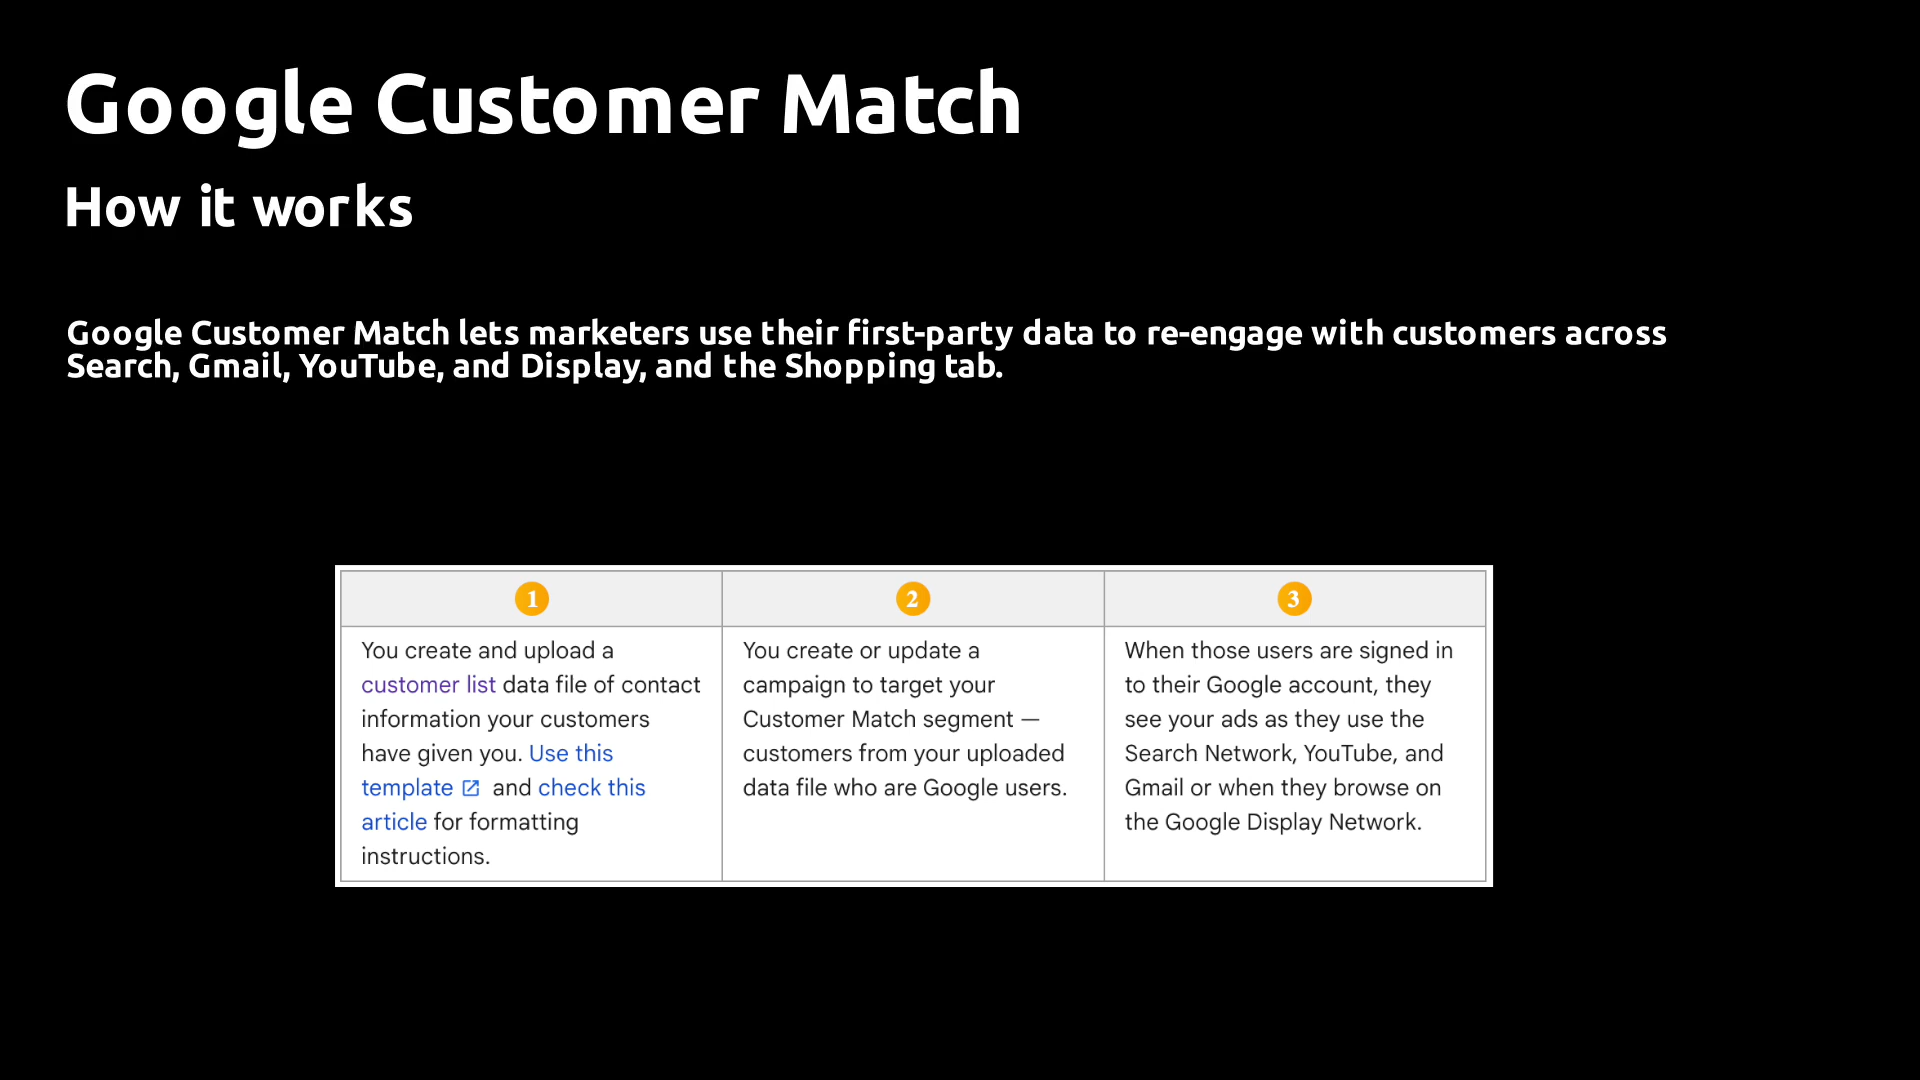 Google Customer Match
How it works
Google Customer Match lets marketers use their first-party data to re-engage with customers across
Search, Gmail, YouTube, and Display, and the Shopping tab.
1
You create and upload a
customer list data file of contact
information your customers
have given you. Use this
template and check this
article for formatting
instructions.
2
You create or update a
campaign to target your
Customer Match segment —
customers from your uploaded
data file who are Google users.
3
When those users are signed in
to their Google account, they
see your ads as they use the
Search Network, YouTube, and
Gmail or when they browse on
the Google Display Network.